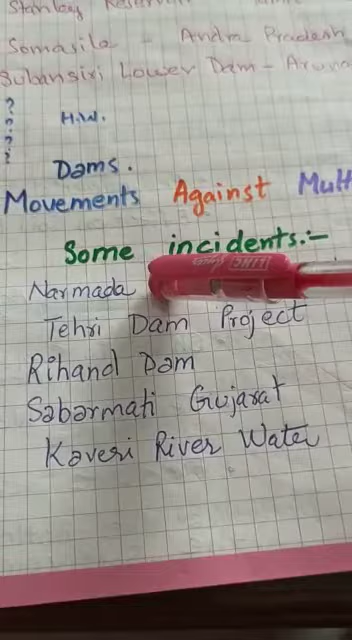 Stanley
Somasila - Andra Pradesh
Subansiri Lower Dam - Aruna
?
? H.W.
?
?
Dams.
Movements Against Mult
Some incidents:-
Narmada
Tehri Dam Project
Rihand Dam
Sabarmati Gujarat
Kaveri River Water